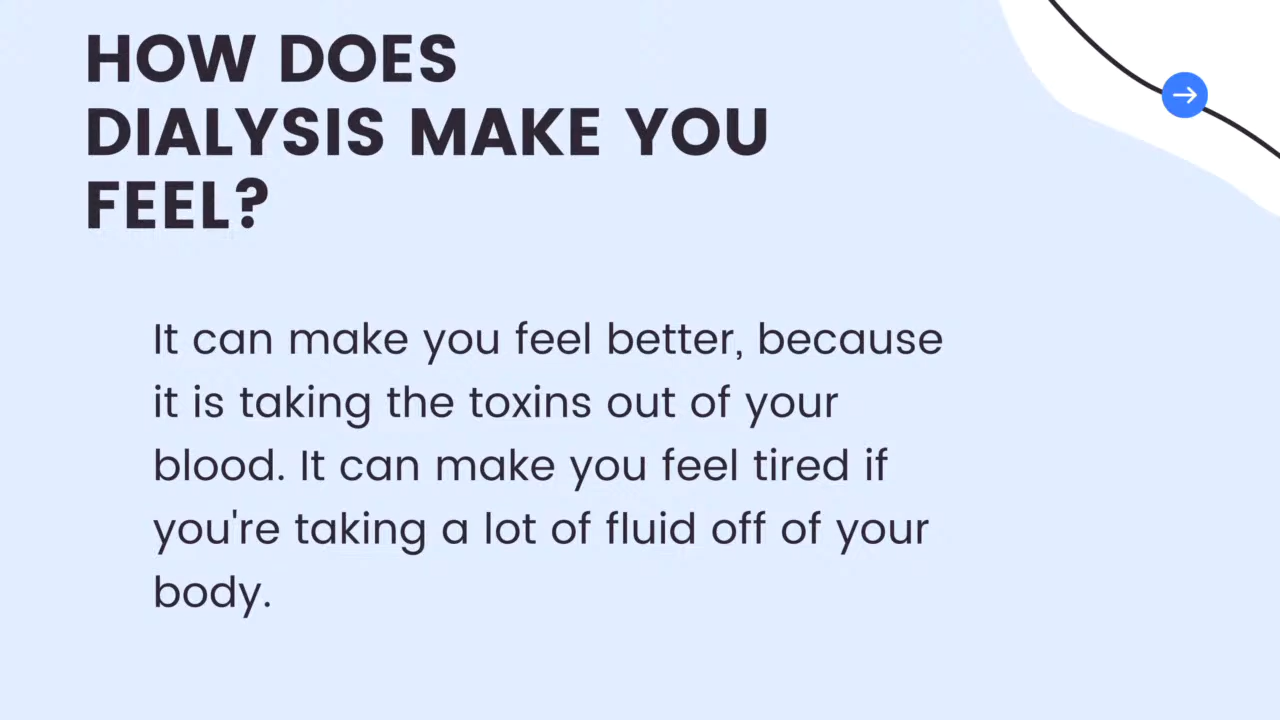 HOW DOES
DIALYSIS MAKE YOU
FEEL?
It can make you feel better, because
it is taking the toxins out of your
blood. It can make you feel tired if
you're taking a lot of fluid off of your
body.